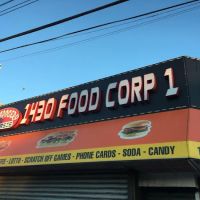 1430 FOOD CORP 1
LOTTO - SCRATCH OFF GAMES - PHONE CARDS - SODA - CANDY